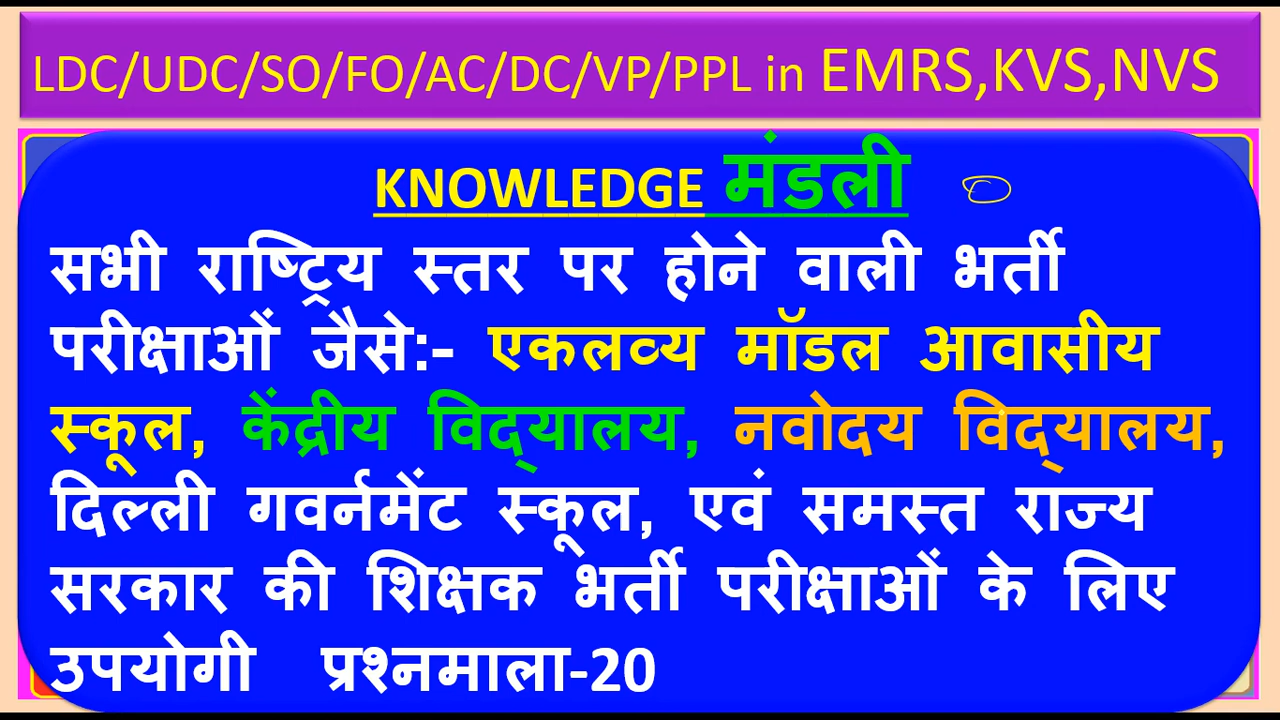 LDC/UDC/SO/FO/AC/DC/VP/PPL in EMRS,KVS,NVS
KNOWLEDGE मंडली
सभी राष्ट्रिय स्तर पर होने वाली भर्ती
परीक्षाओं जैसे:- एकलव्य मॉडल आवासीय
स्कूल, केंद्रीय विद्यालय, नवोदय विद्यालय,
दिल्ली गवर्नमेंट स्कूल, एवं समस्त राज्य
सरकार की शिक्षक भर्ती परीक्षाओं के लिए
उपयोगी प्रश्नमाला-20